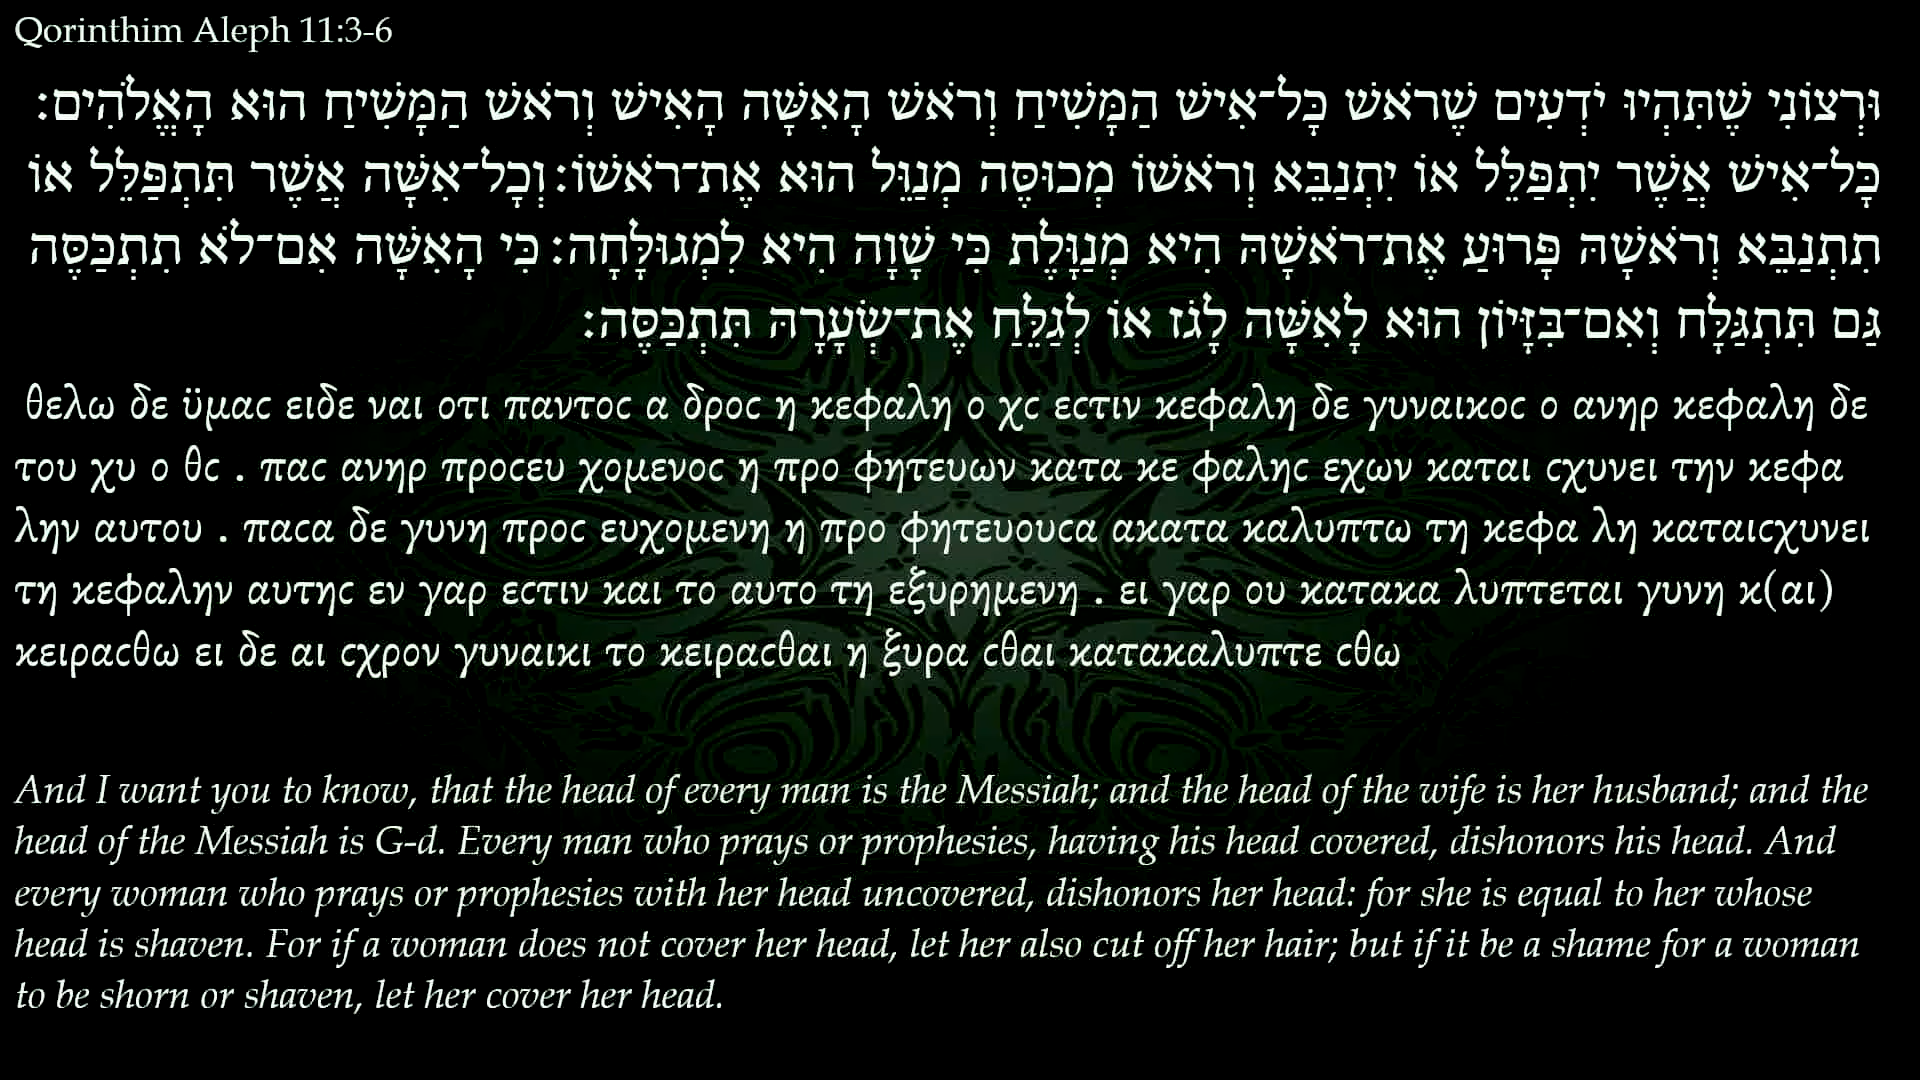 Qorinthim Aleph 11:3-6
וּרְצוֹנִי שֶׁתִּהְיוּ יֹדְעִים שֶׁרֹאשׁ כָּל־אִישׁ הַמָּשִׁיחַ וְרֹאשׁ הָאִשָּׁה הָאִישׁ וְרֹאשׁ הַמָּשִׁיחַ הוּא הָאֱלֹהִים׃
כָּל־אִישׁ אֲשֶׁר יִתְפַּלֵּל אוֹ יִתְנַבֵּא וְרֹאשׁוֹ מְכוּסֶּה מְנַוֵּל הוּא אֶת־רֹאשׁוֹ׃ וְכָל־אִשָּׁה אֲשֶׁר תִּתְפַּלֵּל אוֹ
תִתְנַבֵּא וְרֹאשָׁהּ פָּרוּעַ אֶת־רֹאשָׁהּ הִיא מְנַוֶּלֶת כִּי שָׁוָה הִיא לִמְגוּלָּחָה׃ כִּי הָאִשָּׁה אִם־לֹא תִתְכַּסֶּה
גַּם תִּתְגַּלָּח וְאִם־בִּזָּיוֹן הוּא לָאִשָּׁה לָגֹז אוֹ לְגַלֵּחַ אֶת־שְׂעָרָהּ תִּתְכַּסֶּה׃
θελω δε ϋμας ειδε ναι οτι παντοϲ α δροϲ η κεφαλη ο χϲ εϲτιν κεφαλη δε γυναικοϲ ο ανηρ κεφαλη δε
του χυ ο θϲ . παϲ ανηρ προϲευ χομενοϲ η προ φητευων κατα κε φαληϲ εχων καται ϲχυνει την κεφα
λην αυτου . παϲα δε γυνη προϲ ευχομενη η προ φητευουϲα ακατα καλυπτω τη κεφα λη καταιϲχυνει
τη κεφαλην αυτηϲ εν γαρ εϲτιν και το αυτο τη εξυρημενη . ει γαρ ου κατακα λυπτεται γυνη κ(αι)
κειραϲθω ει δε αι ϲχρον γυναικι το κειραϲθαι η ξυρα ϲθαι κατακαλυπτε ϲθω
And I want you to know, that the head of every man is the Messiah; and the head of the wife is her husband; and the
head of the Messiah is G-d. Every man who prays or prophesies, having his head covered, dishonors his head. And
every woman who prays or prophesies with her head uncovered, dishonors her head: for she is equal to her whose
head is shaven. For if a woman does not cover her head, let her also cut off her hair; but if it be a shame for a woman
to be shorn or shaven, let her cover her head.